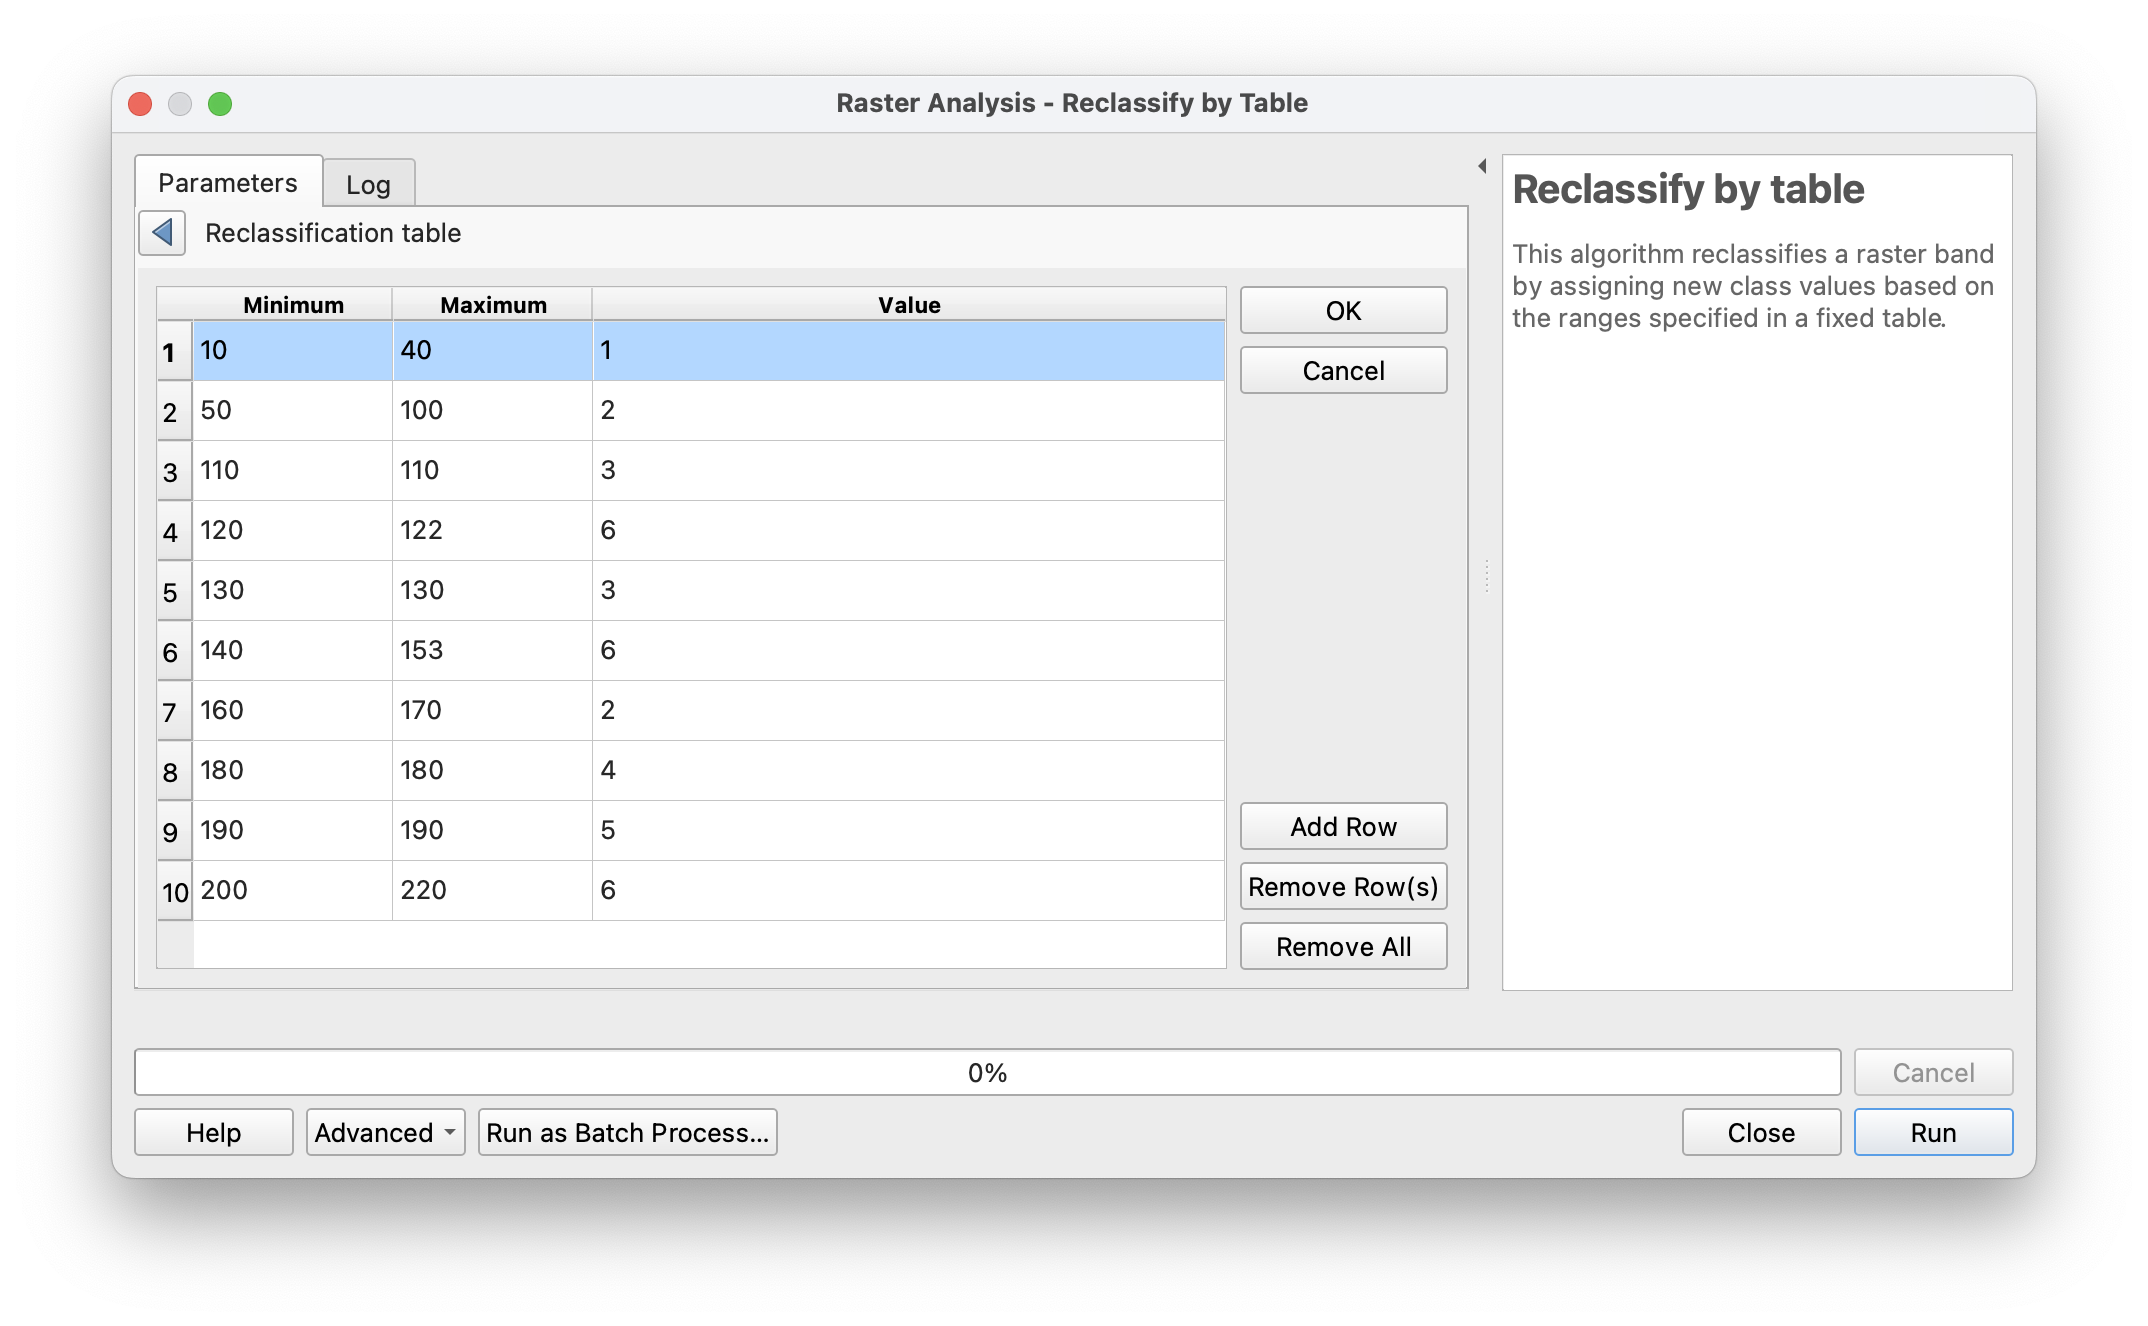 Raster Analysis - Reclassify by Table
Parameters
Log
Reclassification table
Minimum Maximum Value
1 10 40 1
2 50 100 2
3 110 110 3
4 120 122 6
5 130 130 3
6 140 153 6
7 160 170 2
8 180 180 4
9 190 190 5
10 200 220 6
OK
Cancel
Add Row
Remove Row(s)
Remove All
Reclassify by table
This algorithm reclassifies a raster band
by assigning new class values based on
the ranges specified in a fixed table.
0%
Cancel
Help
Advanced
Run as Batch Process...
Close
Run